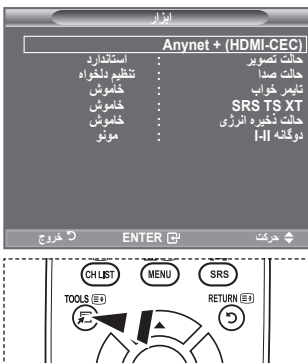 ابزار
Anynet + (HDMI-CEC)
حالت تصویر : استاندارد
حالت صدا : تنظیم دلخواه
تایمر خواب : خاموش
SRS TS XT : خاموش
حالت ذخیره انرژی : خاموش
دوگانه I-II : مونو
حرکت ENTER خروج
CH LIST MENU SRS
TOOLS RETURN